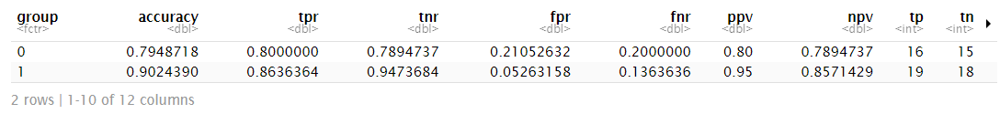 group accuracy tpr tnr fpr fnr ppv npv tp tn
<fctr> <dbl> <dbl> <dbl> <dbl> <dbl> <dbl> <dbl> <int> <int>
0 0.7948718 0.8000000 0.7894737 0.21052632 0.2000000 0.80 0.7894737 16 15
1 0.9024390 0.8636364 0.9473684 0.05263158 0.1363636 0.95 0.8571429 19 18
2 rows | 1-10 of 12 columns